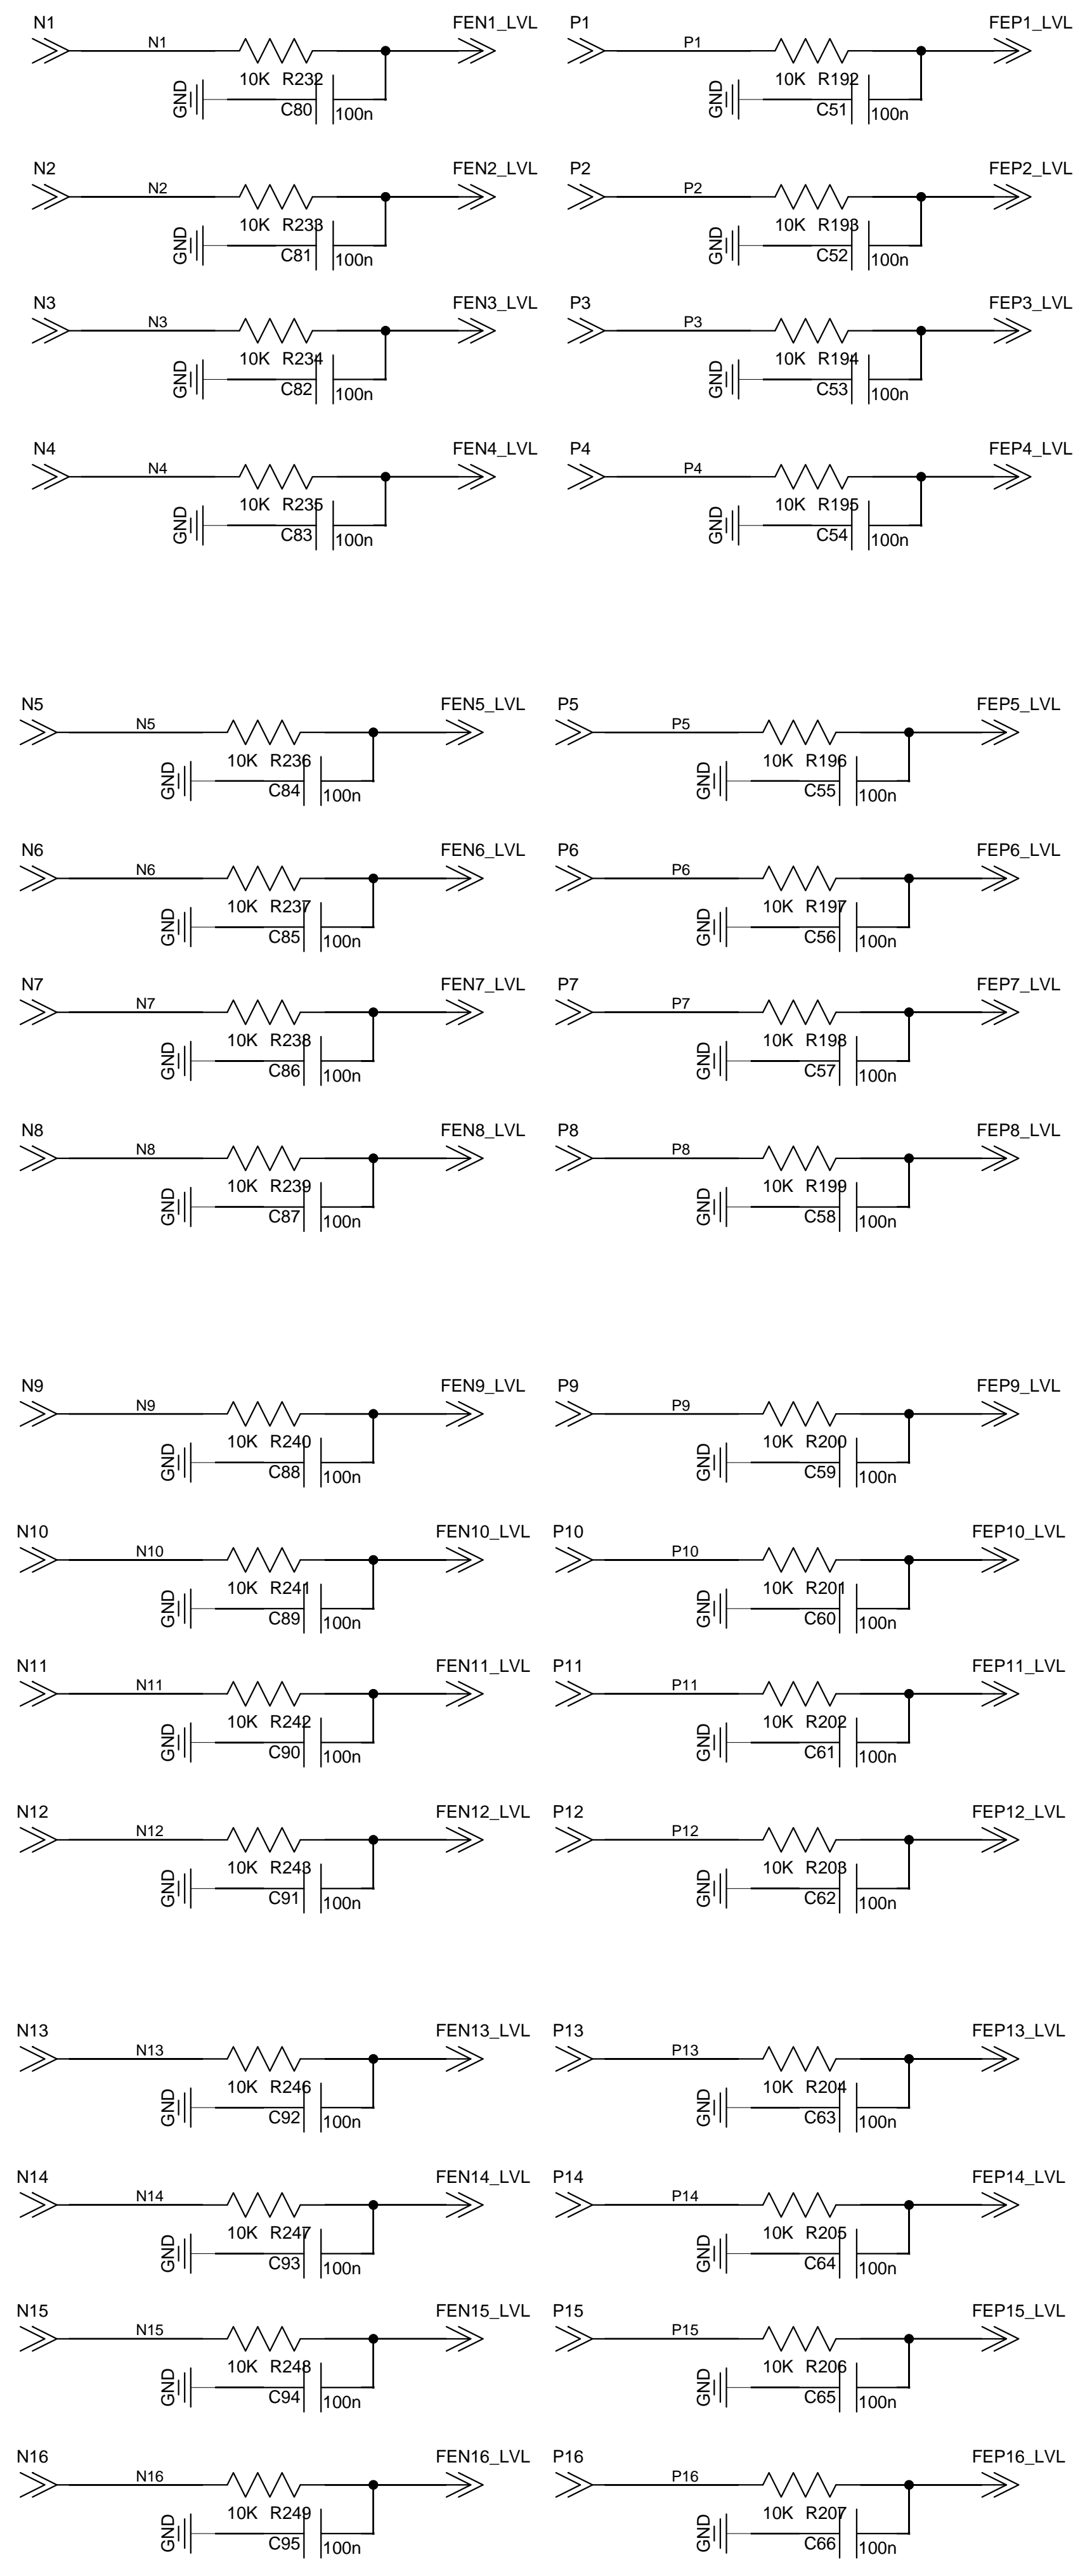 N1 FEN1_LVL P1 FEP1_LVL
N1 P1
10K R232 10K R192
GND C80 100n GND C51 100n
N2 FEN2_LVL P2 FEP2_LVL
N2 P2
10K R233 10K R193
GND C81 100n GND C52 100n
N3 FEN3_LVL P3 FEP3_LVL
N3 P3
10K R234 10K R194
GND C82 100n GND C53 100n
N4 FEN4_LVL P4 FEP4_LVL
N4 P4
10K R235 10K R195
GND C83 100n GND C54 100n
N5 FEN5_LVL P5 FEP5_LVL
N5 P5
10K R236 10K R196
GND C84 100n GND C55 100n
N6 FEN6_LVL P6 FEP6_LVL
N6 P6
10K R237 10K R197
GND C85 100n GND C56 100n
N7 FEN7_LVL P7 FEP7_LVL
N7 P7
10K R238 10K R198
GND C86 100n GND C57 100n
N8 FEN8_LVL P8 FEP8_LVL
N8 P8
10K R239 10K R199
GND C87 100n GND C58 100n
N9 FEN9_LVL P9 FEP9_LVL
N9 P9
10K R240 10K R200
GND C88 100n GND C59 100n
N10 FEN10_LVL P10 FEP10_LVL
N10 P10
10K R241 10K R201
GND C89 100n GND C60 100n
N11 FEN11_LVL P11 FEP11_LVL
N11 P11
10K R242 10K R202
GND C90 100n GND C61 100n
N12 FEN12_LVL P12 FEP12_LVL
N12 P12
10K R243 10K R203
GND C91 100n GND C62 100n
N13 FEN13_LVL P13 FEP13_LVL
N13 P13
10K R246 10K R204
GND C92 100n GND C63 100n
N14 FEN14_LVL P14 FEP14_LVL
N14 P14
10K R247 10K R205
GND C93 100n GND C64 100n
N15 FEN15_LVL P15 FEP15_LVL
N15 P15
10K R248 10K R206
GND C94 100n GND C65 100n
N16 FEN16_LVL P16 FEP16_LVL
N16 P16
10K R249 10K R207
GND C95 100n GND C66 100n